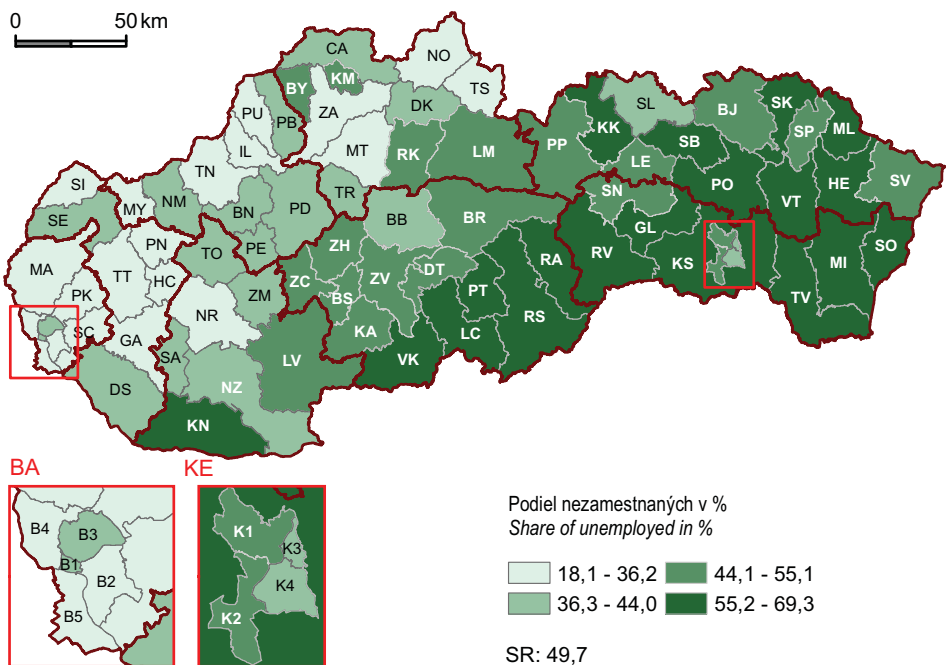 0 50 km
CA
NO
BY
KM
TS
PU
PB
ZA
DK
SL
BJ
SK
ML
IL
MT
RK
LM
PP
KK
SP
LE
SB
TN
SI
MY
NM
BN
PD
TR
SN
PO
VT
HE
SV
SE
BB
BR
PN
PE
ZH
GL
MA
TT
TO
HC
ZC
ZV
DT
RA
RV
KS
SO
PK
ZM
BS
PT
MI
NR
TV
SC
GA
KA
LC
RS
SA
LV
VK
DS
NZ
KN
BA
KE
B4
B3
B1
B2
B5
K1
K3
K4
K2
Podiel nezamestnaných v %
Share of unemployed in %
18,1 - 36,2
44,1 - 55,1
36,3 - 44,0
55,2 - 69,3
SR: 49,7